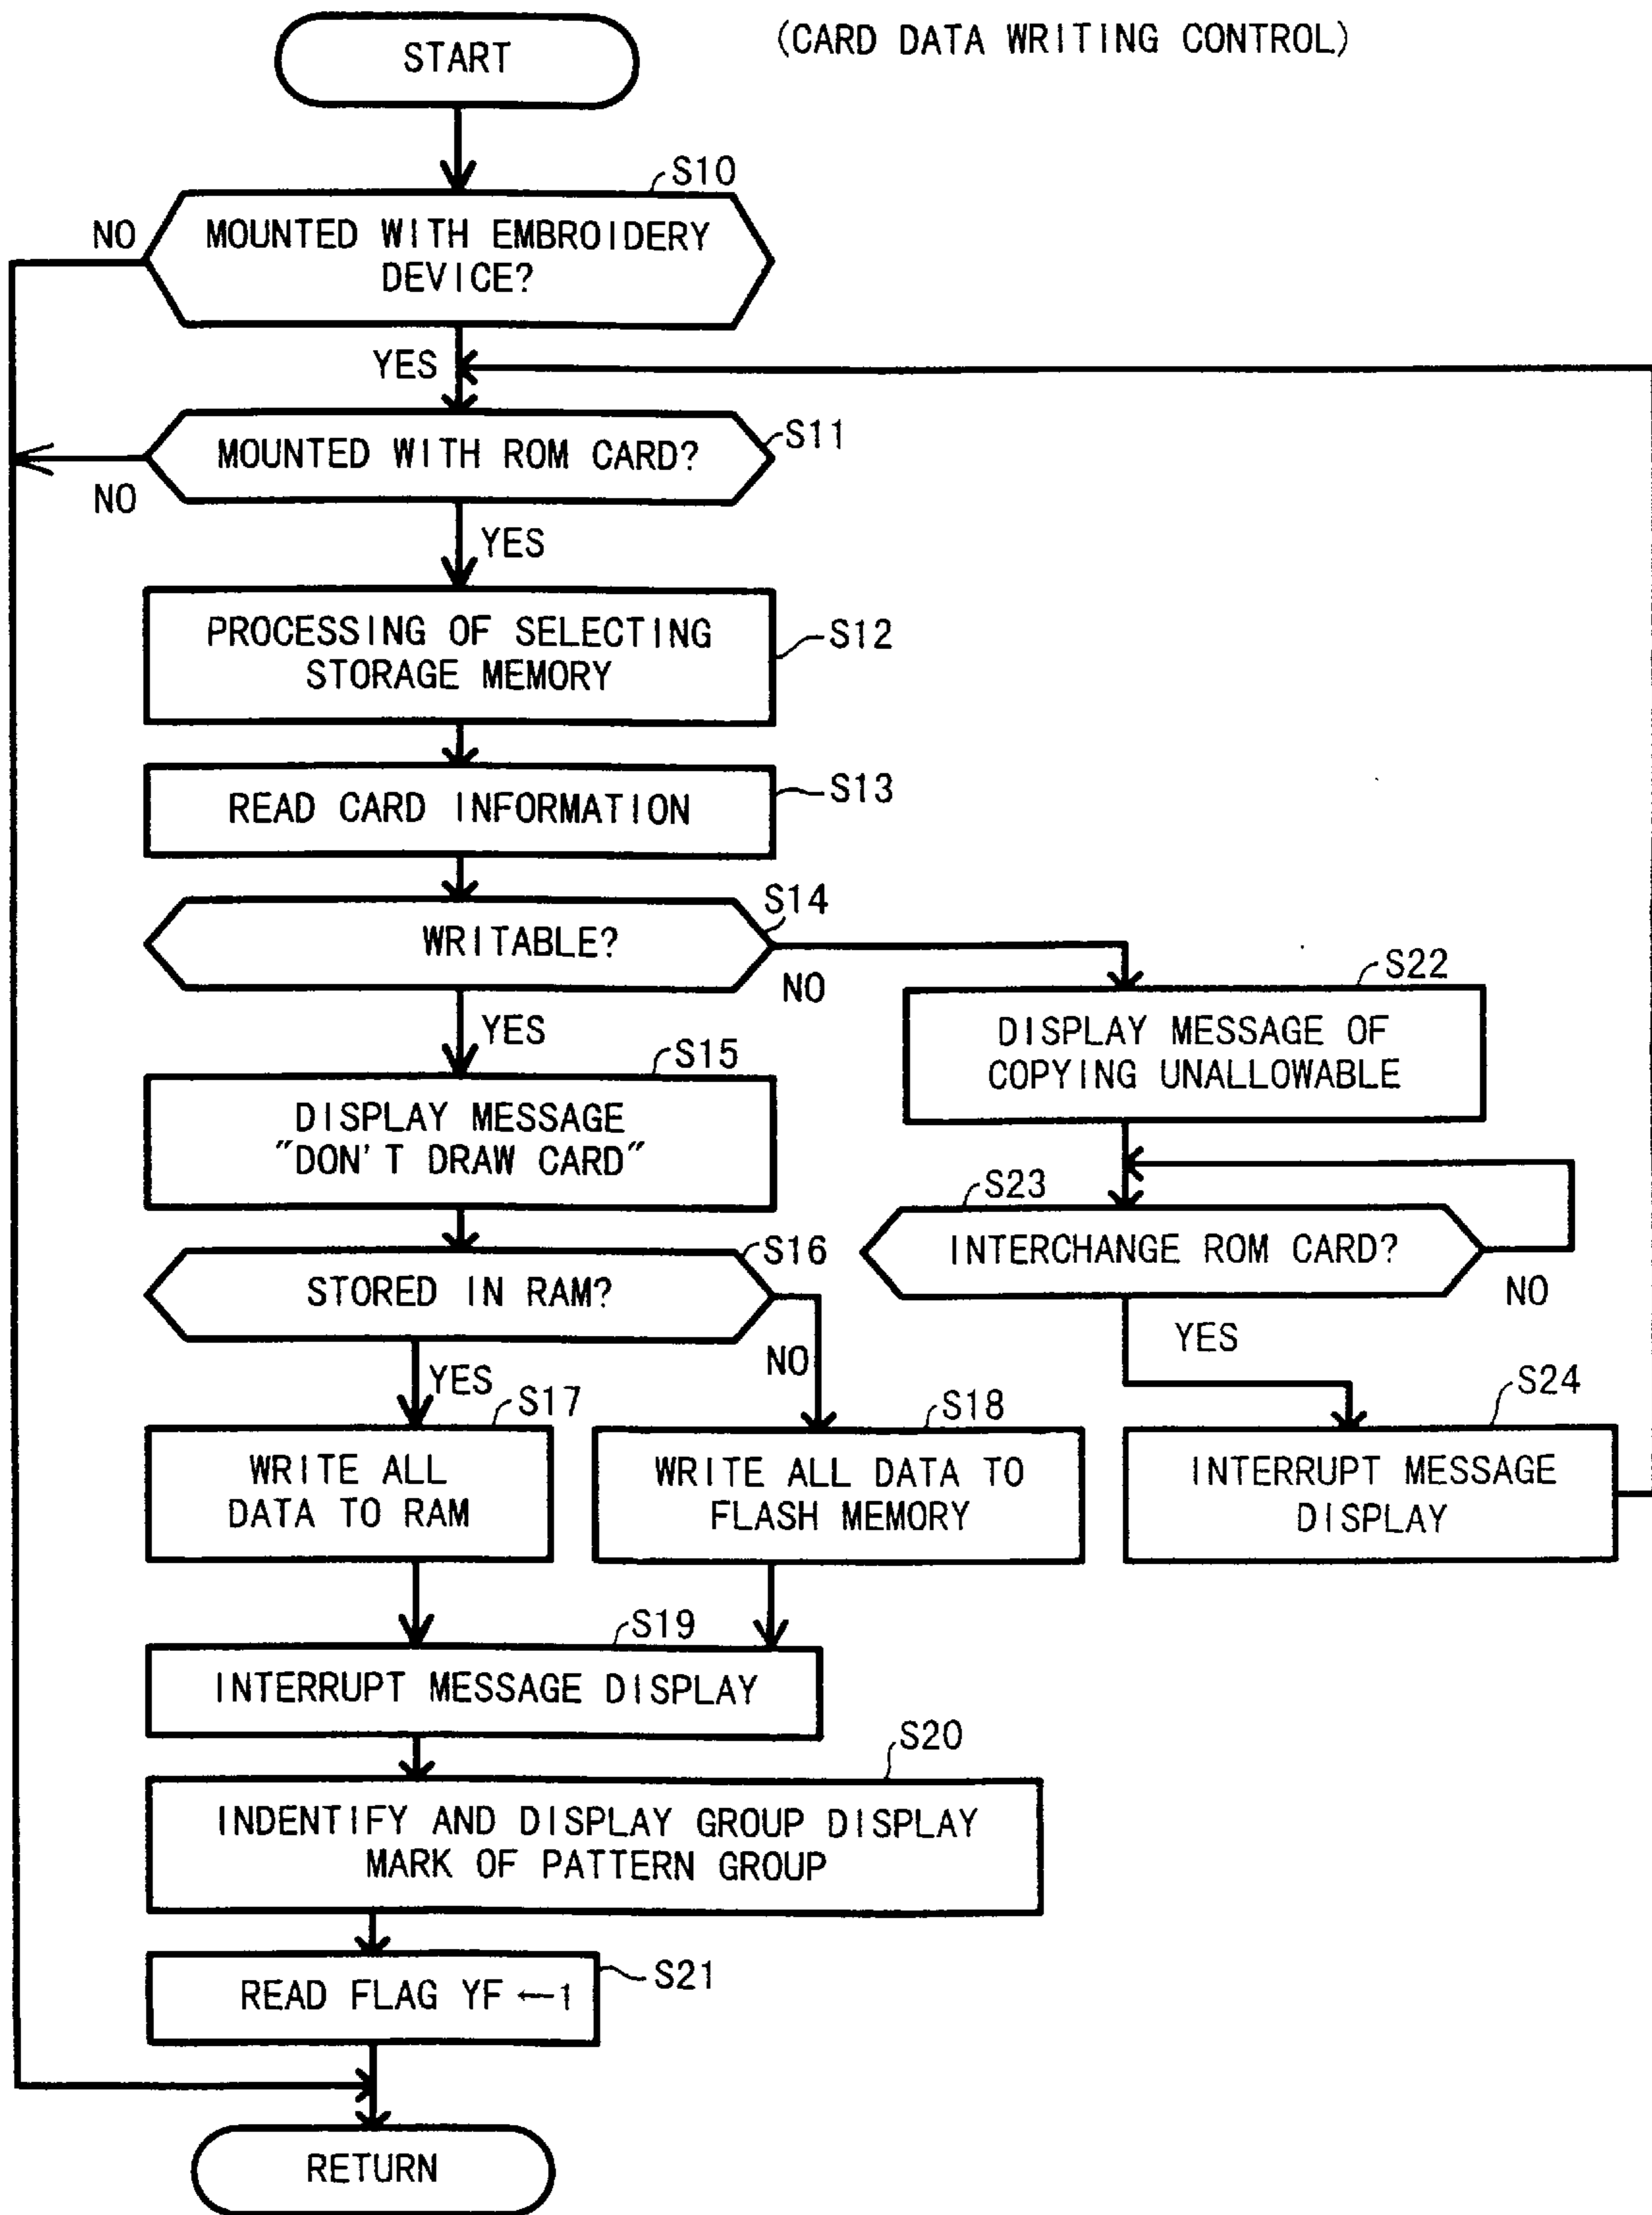 (CARD DATA WRITING CONTROL)
START
S10
MOUNTED WITH EMBROIDERY
DEVICE?
NO
YES
S11
MOUNTED WITH ROM CARD?
NO
YES
PROCESSING OF SELECTING
STORAGE MEMORY
S12
READ CARD INFORMATION
S13
S14
WRITABLE?
NO
YES
S22
DISPLAY MESSAGE OF
COPYING UNALLOWABLE
S15
DISPLAY MESSAGE
"DON'T DRAW CARD"
S23
INTERCHANGE ROM CARD?
NO
YES
S16
STORED IN RAM?
NO
YES
S17
WRITE ALL
DATA TO RAM
S18
WRITE ALL DATA TO
FLASH MEMORY
S24
INTERRUPT MESSAGE
DISPLAY
S19
INTERRUPT MESSAGE DISPLAY
S20
INDENTIFY AND DISPLAY GROUP DISPLAY
MARK OF PATTERN GROUP
READ FLAG YF ←1
S21
RETURN